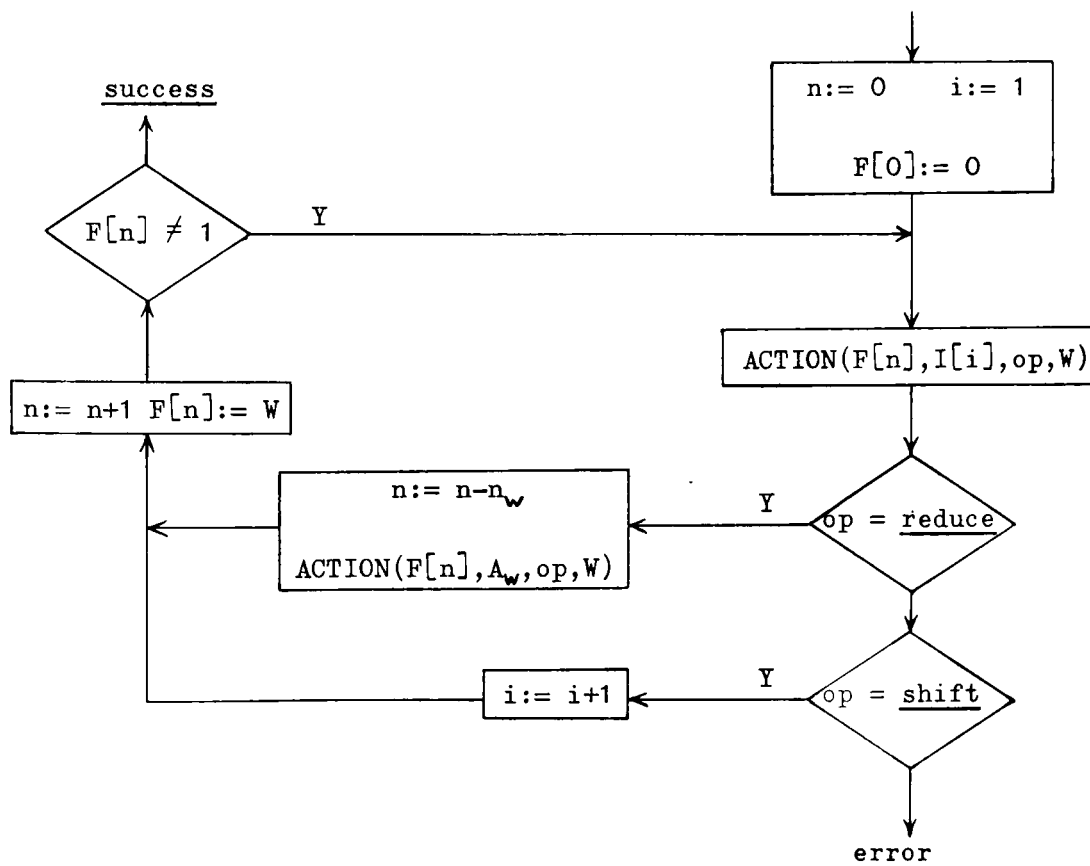 n:= 0 i:= 1
F[0]:= 0
success
F[n] ≠ 1
Y
ACTION(F[n],I[i],op,W)
n:= n+1 F[n]:= W
n:= n-n_w
ACTION(F[n],A_w,op,W)
Y
op = reduce
i:= i+1
Y
op = shift
error